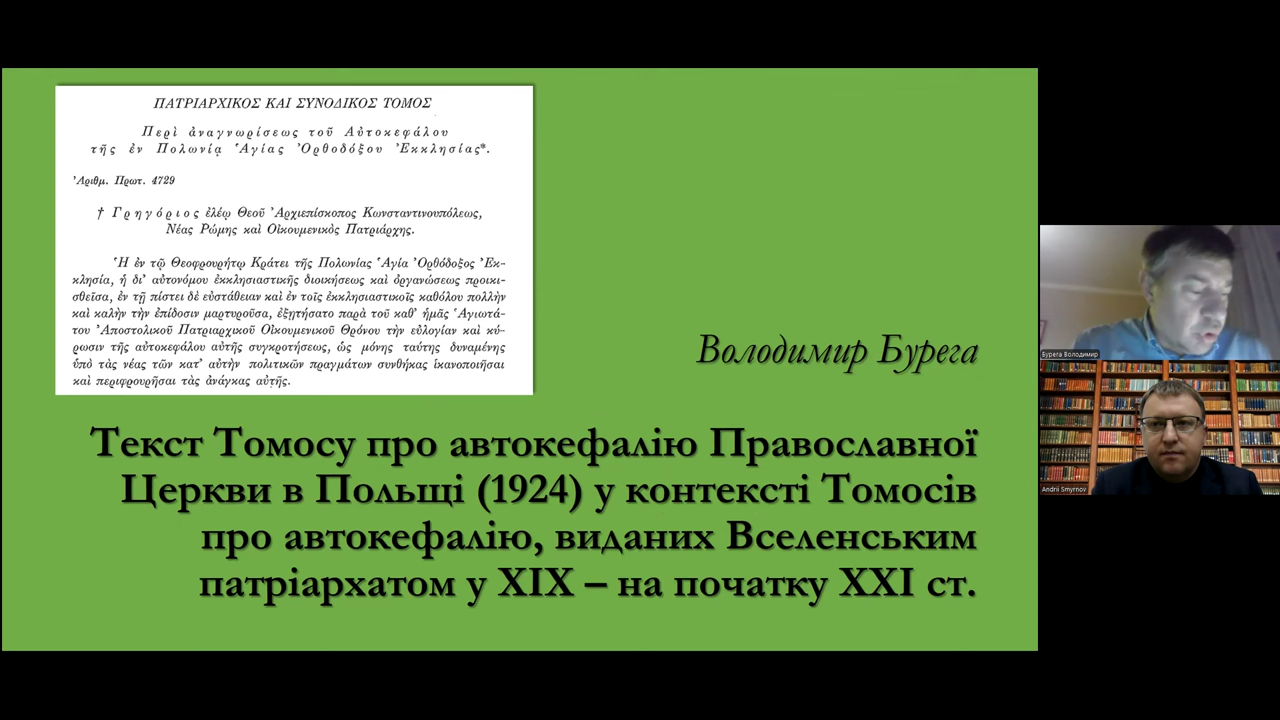 ΠΑΤΡΙΑΡΧΙΚΟΣ ΚΑΙ ΣΥΝΟΔΙΚΟΣ ΤΟΜΟΣ
Περὶ ἀναγνωρίσεως τοῦ Αὐτοκεφάλου
τῆς ἐν Πολωνίᾳ Ἁγίας Ὀρθοδόξου Ἐκκλησίας*.
Ἀριθμ. Πρωτ. 4729
† Γρηγόριος ἐλέῳ Θεοῦ Ἀρχιεπίσκοπος Κωνσταντινουπόλεως,
Νέας Ρώμης καὶ Οἰκουμενικὸς Πατριάρχης.
Ἡ ἐν τῷ Θεοφρουρήτῳ Κράτει τῆς Πολωνίας Ἁγία Ὀρθόδοξος Ἐκ-
κλησία, ἡ δι' αὐτονόμου ἐκκλησιαστικῆς διοικήσεως καὶ ὀργανώσεως προικι-
σθεῖσα, ἐν τῇ πίστει δὲ εὐστάθειαν καὶ ἐν τοῖς ἐκκλησιαστικοῖς καθόλου πολλὴν
καὶ καλὴν τὴν ἐπίδοσιν μαρτυροῦσα, ἐξῃτήσατο παρὰ τοῦ καθ' ἡμᾶς Ἁγιωτά-
του Ἀποστολικοῦ Πατριαρχικοῦ Οἰκουμενικοῦ Θρόνου τὴν εὐλογίαν καὶ κύ-
ρωσιν τῆς αὐτοκεφάλου αὐτῆς συγκροτήσεως, ὡς μόνης ταύτης δυναμένης
ὑπὸ τὰς νέας τῶν κατ' αὐτὴν πολιτικῶν πραγμάτων συνθήκας ἱκανοποιῆσαι
καὶ περιφρουρῆσαι τὰς ἀνάγκας αὐτῆς.
Володимир Бурега
Текст Томосу про автокефалію Православної
Церкви в Польщі (1924) у контексті Томосів
про автокефалію, виданих Вселенським
патріархатом у ХІХ – на початку ХХІ ст.
Бурега Володимир
Andrii Smyrnov